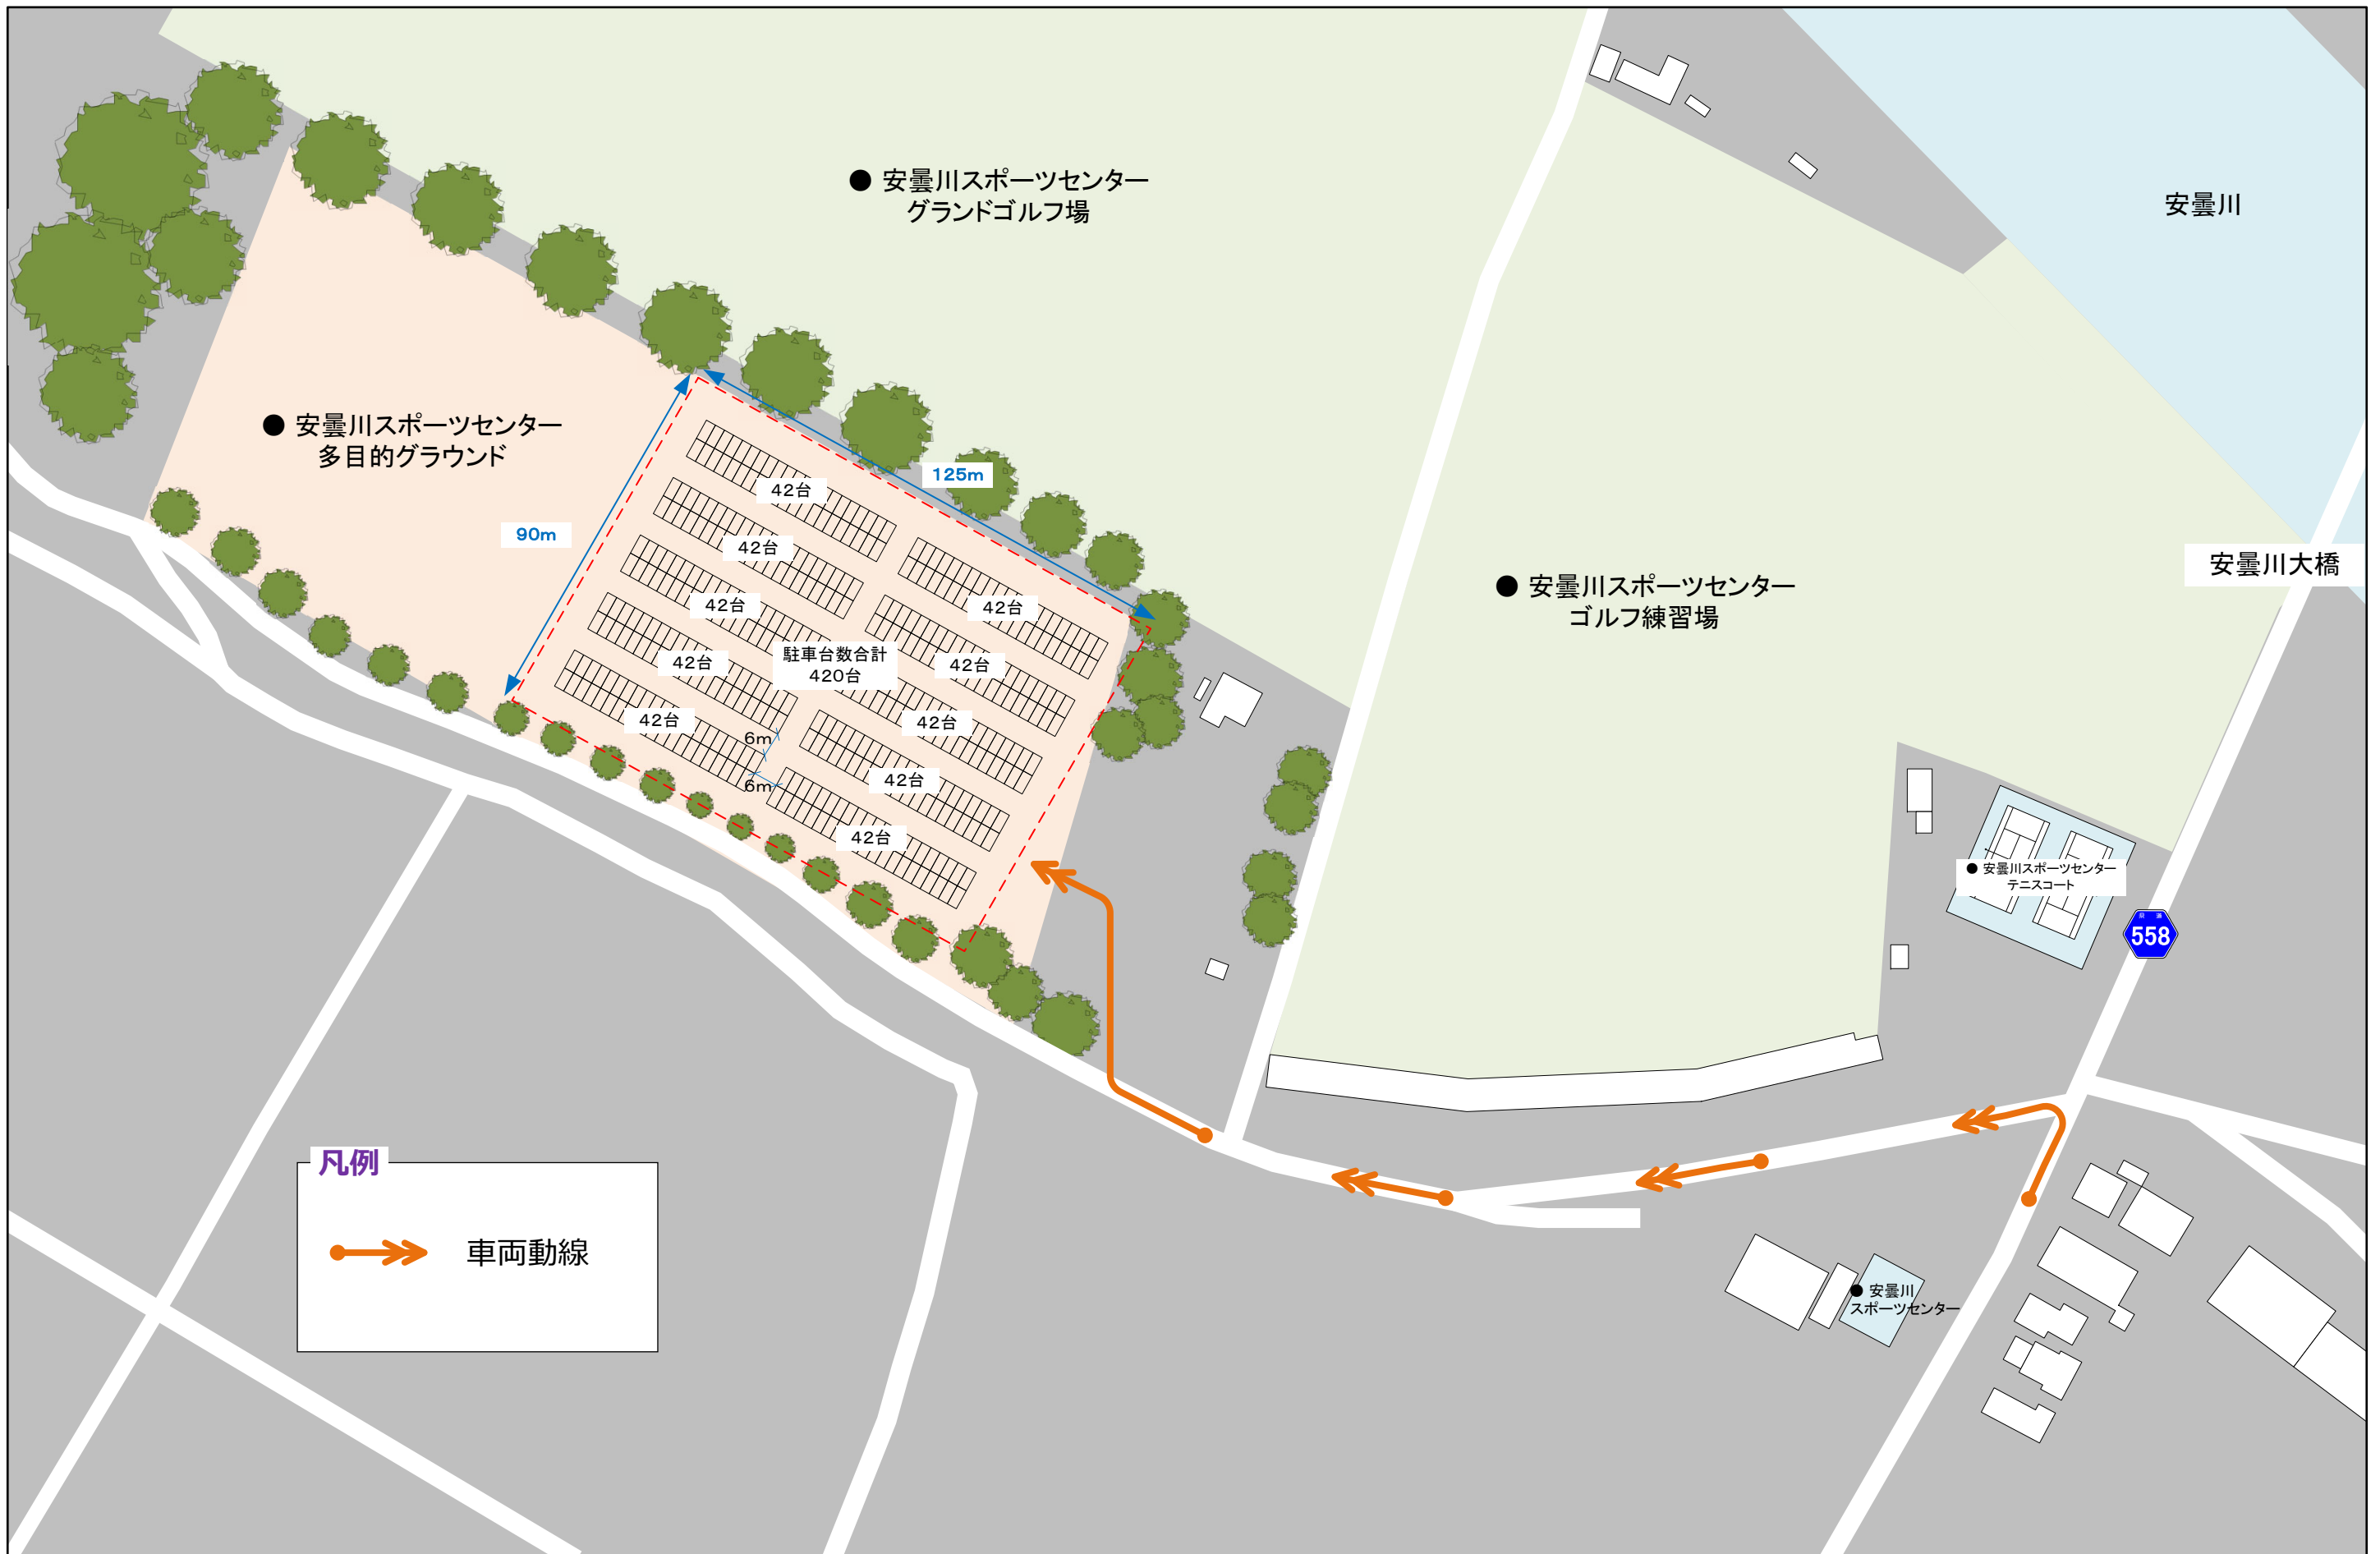 ● 安曇川スポーツセンター
グランドゴルフ場
安曇川
● 安曇川スポーツセンター
多目的グラウンド
125m
90m
42台
42台
42台
42台
42台
42台
42台
42台
42台
42台
駐車台数合計
420台
6m
6m
● 安曇川スポーツセンター
ゴルフ練習場
安曇川大橋
● 安曇川スポーツセンター
テニスコート
558
● 安曇川
スポーツセンター
凡例
車両動線